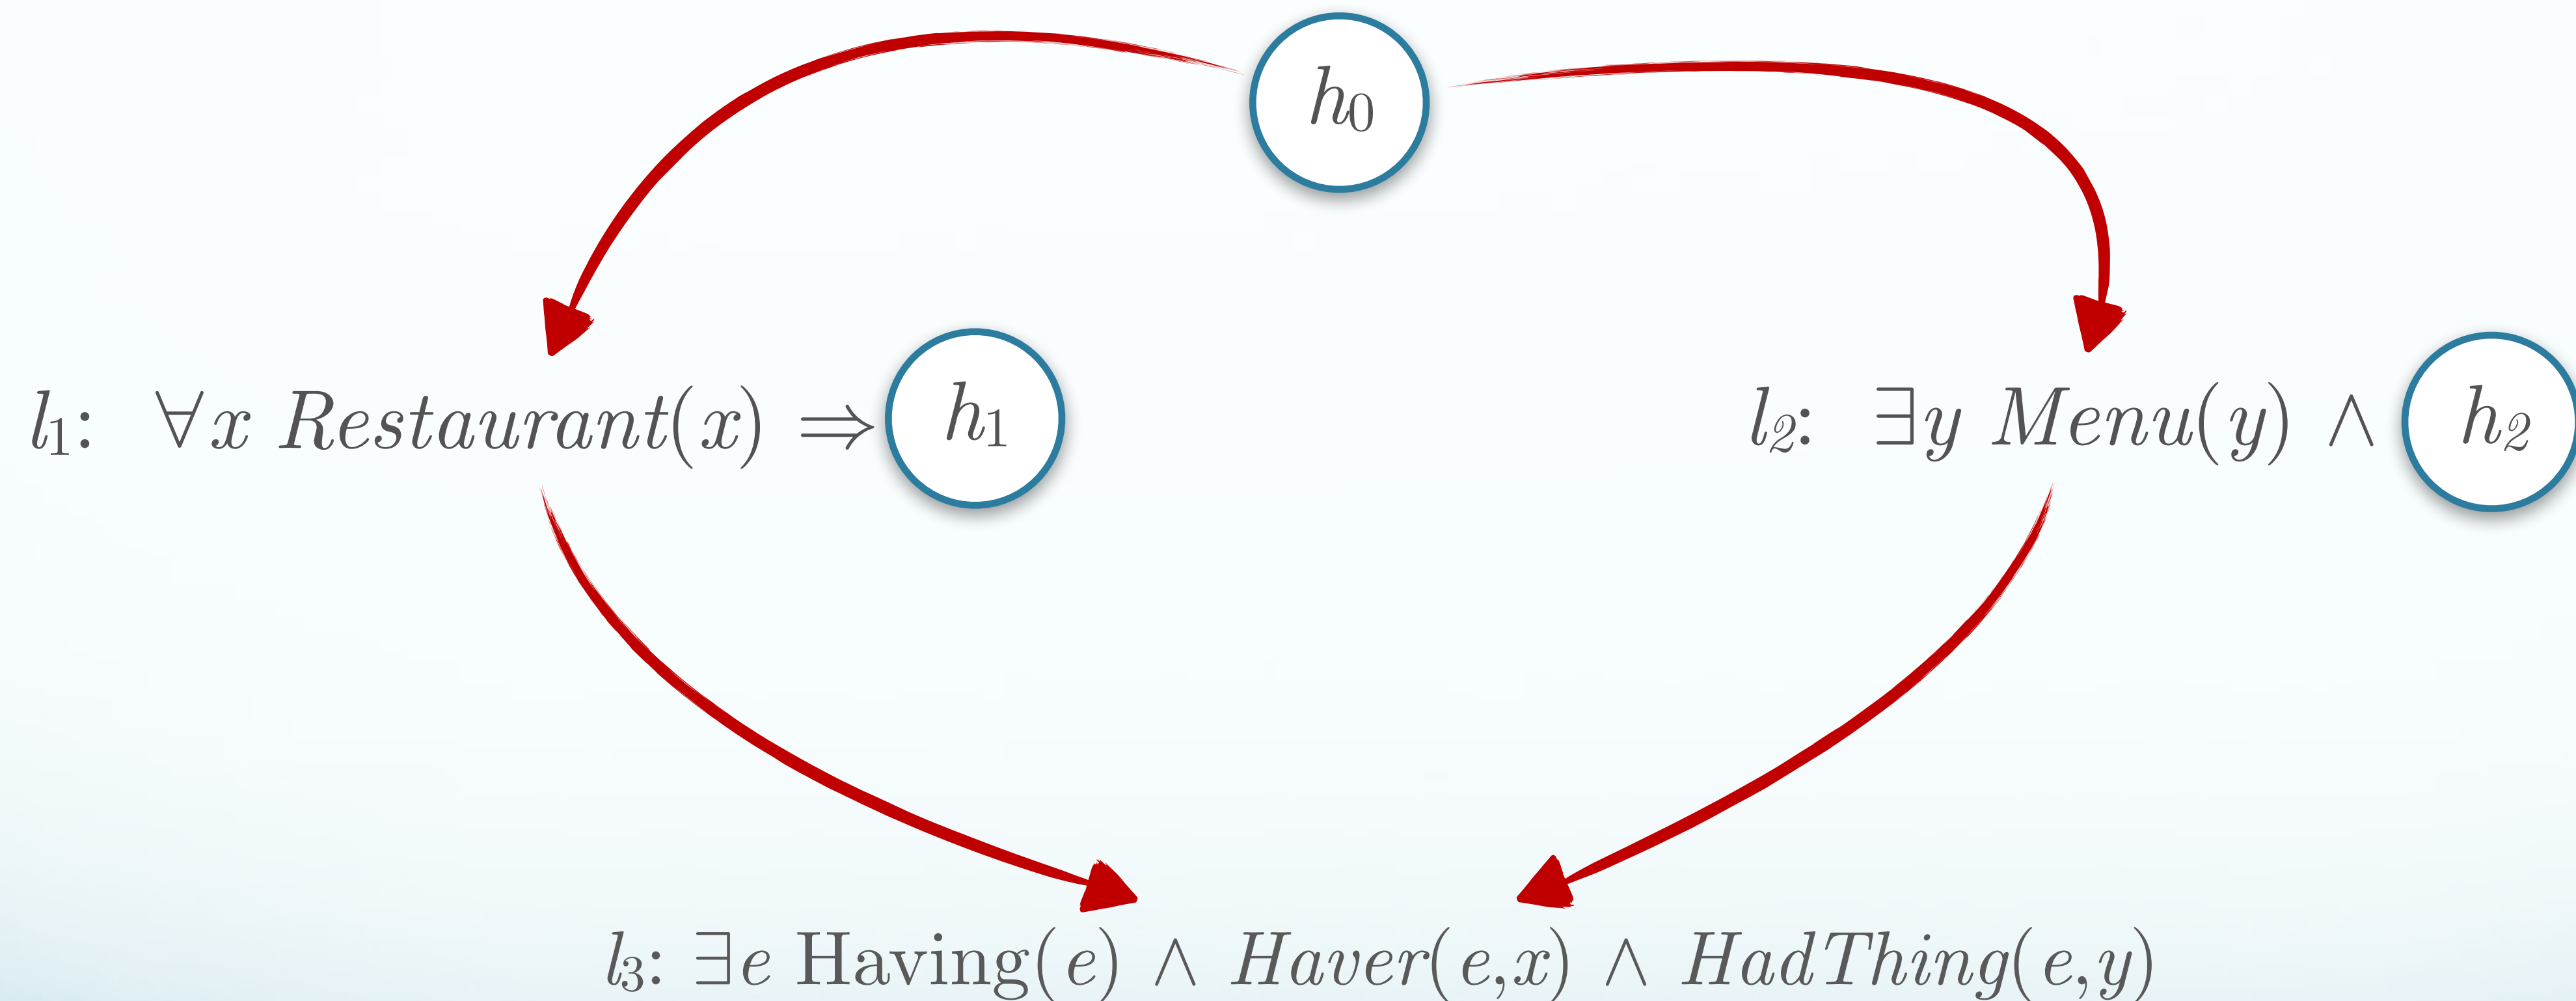 h₀
l₁: ∀x Restaurant(x) ⇒ h₁
l₂: ∃y Menu(y) ∧ h₂
l₃: ∃e Having(e) ∧ Haver(e,x) ∧ HadThing(e,y)